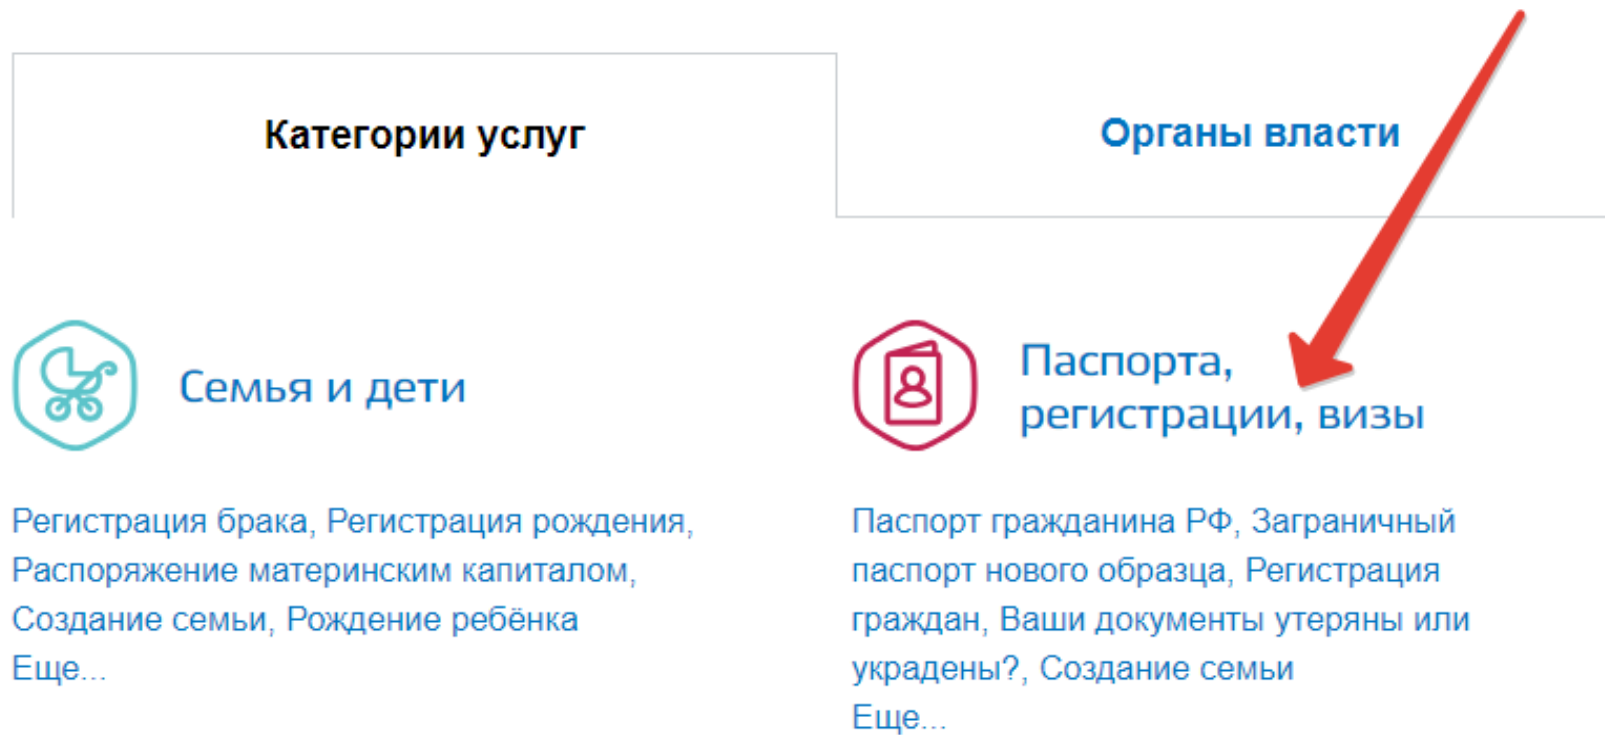 Категории услуг
Органы власти
Семья и дети
Регистрация брака, Регистрация рождения,
Распоряжение материнским капиталом,
Создание семьи, Рождение ребёнка
Еще...
Паспорта,
регистрации, визы
Паспорт гражданина РФ, Заграничный
паспорт нового образца, Регистрация
граждан, Ваши документы утеряны или
украдены?, Создание семьи
Еще...